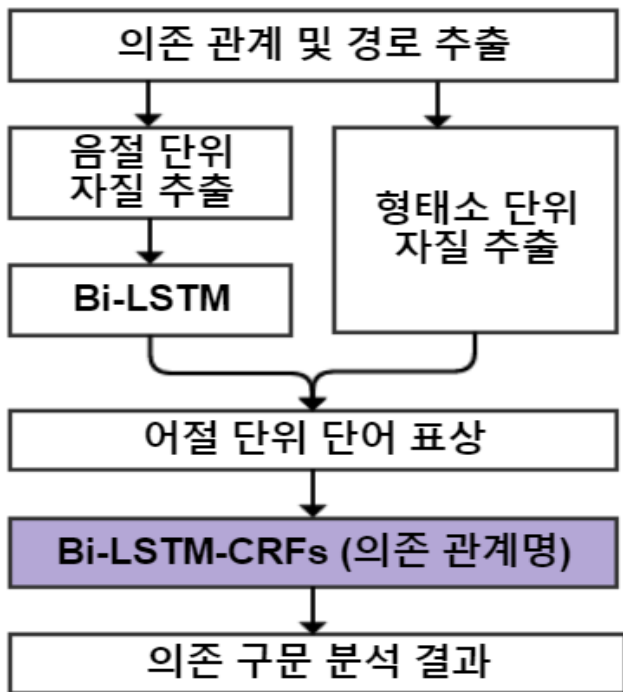 의존 관계 및 경로 추출
음절 단위
자질 추출
형태소 단위
자질 추출
Bi-LSTM
어절 단위 단어 표상
Bi-LSTM-CRFs (의존 관계명)
의존 구문 분석 결과